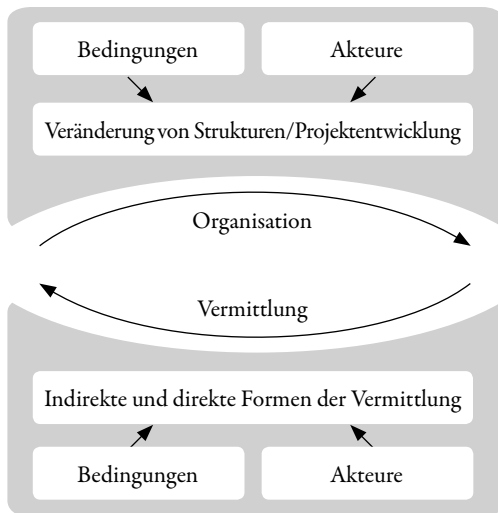 Bedingungen
Akteure
Veränderung von Strukturen/Projektentwicklung
Organisation
Vermittlung
Indirekte und direkte Formen der Vermittlung
Bedingungen
Akteure